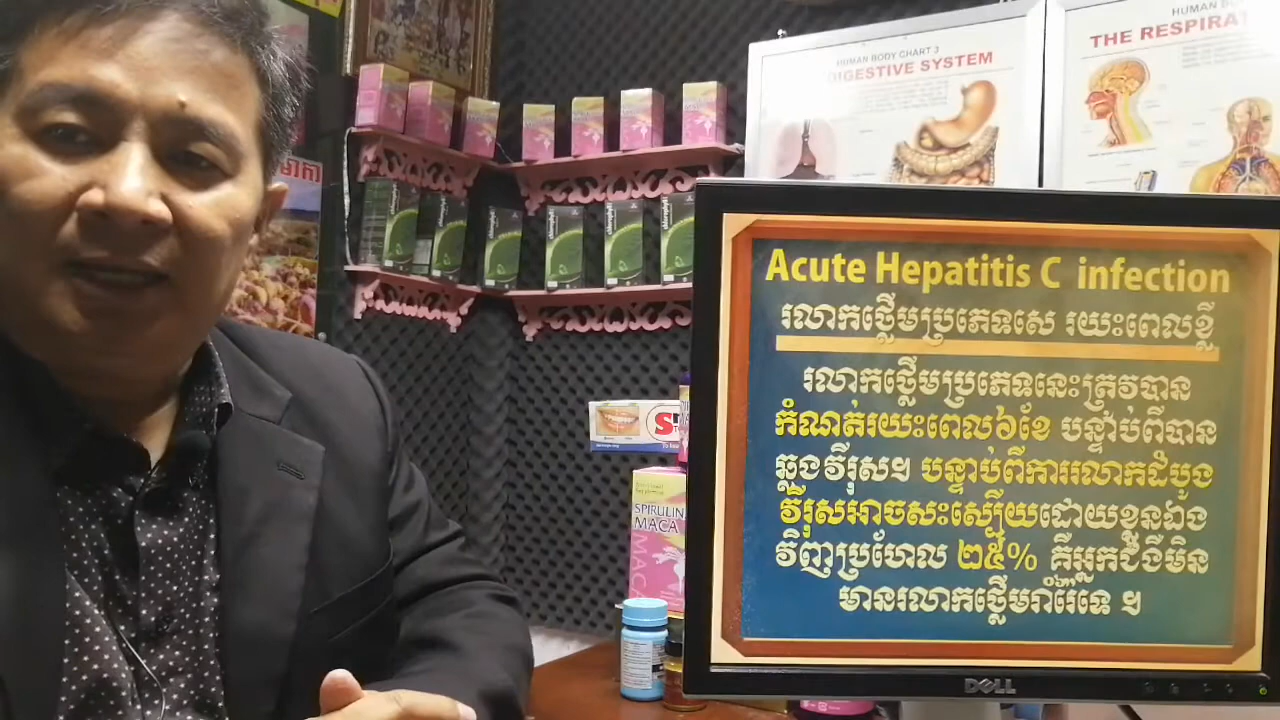 HUMAN BODY CHART 3
DIGESTIVE SYSTEM
HUMAN
THE
មាកា
chlorophyll
Acute Hepatitis C infection
រលាកថ្លើមប្រភេទសេ រយះពេលខ្លី
រលាកថ្លើមប្រភេទនេះត្រូវបាន
កំណត់រយះពេល៦ខែ បន្ទាប់ពីបាន
ឆ្លងវីរុស។ បន្ទាប់ពីការរលាកដំបូង
វីរុសអាចសះស្បើយដោយខ្លួនឯង
វិញប្រហែល ២៥% គឺអ្នកជំងឺមិន
មានរលាកថ្លើមរ៉ាំរ៉ៃទេ ។
SPIRULIN
MACA
MACA
DELL